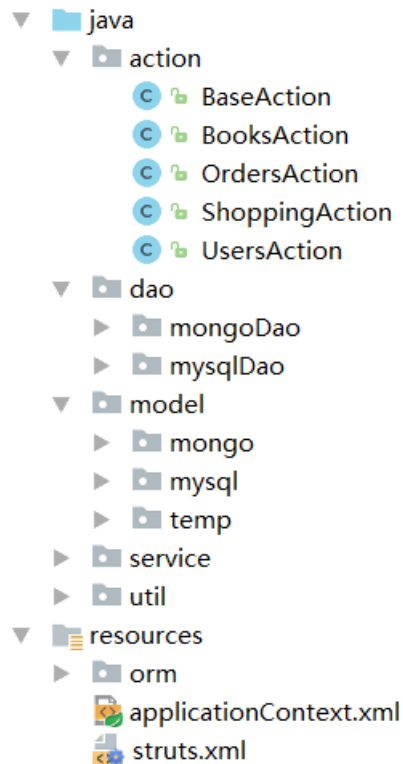 java
action
BaseAction
BooksAction
OrdersAction
ShoppingAction
UsersAction
dao
mongoDao
mysqlDao
model
mongo
mysql
temp
service
util
resources
orm
applicationContext.xml
struts.xml